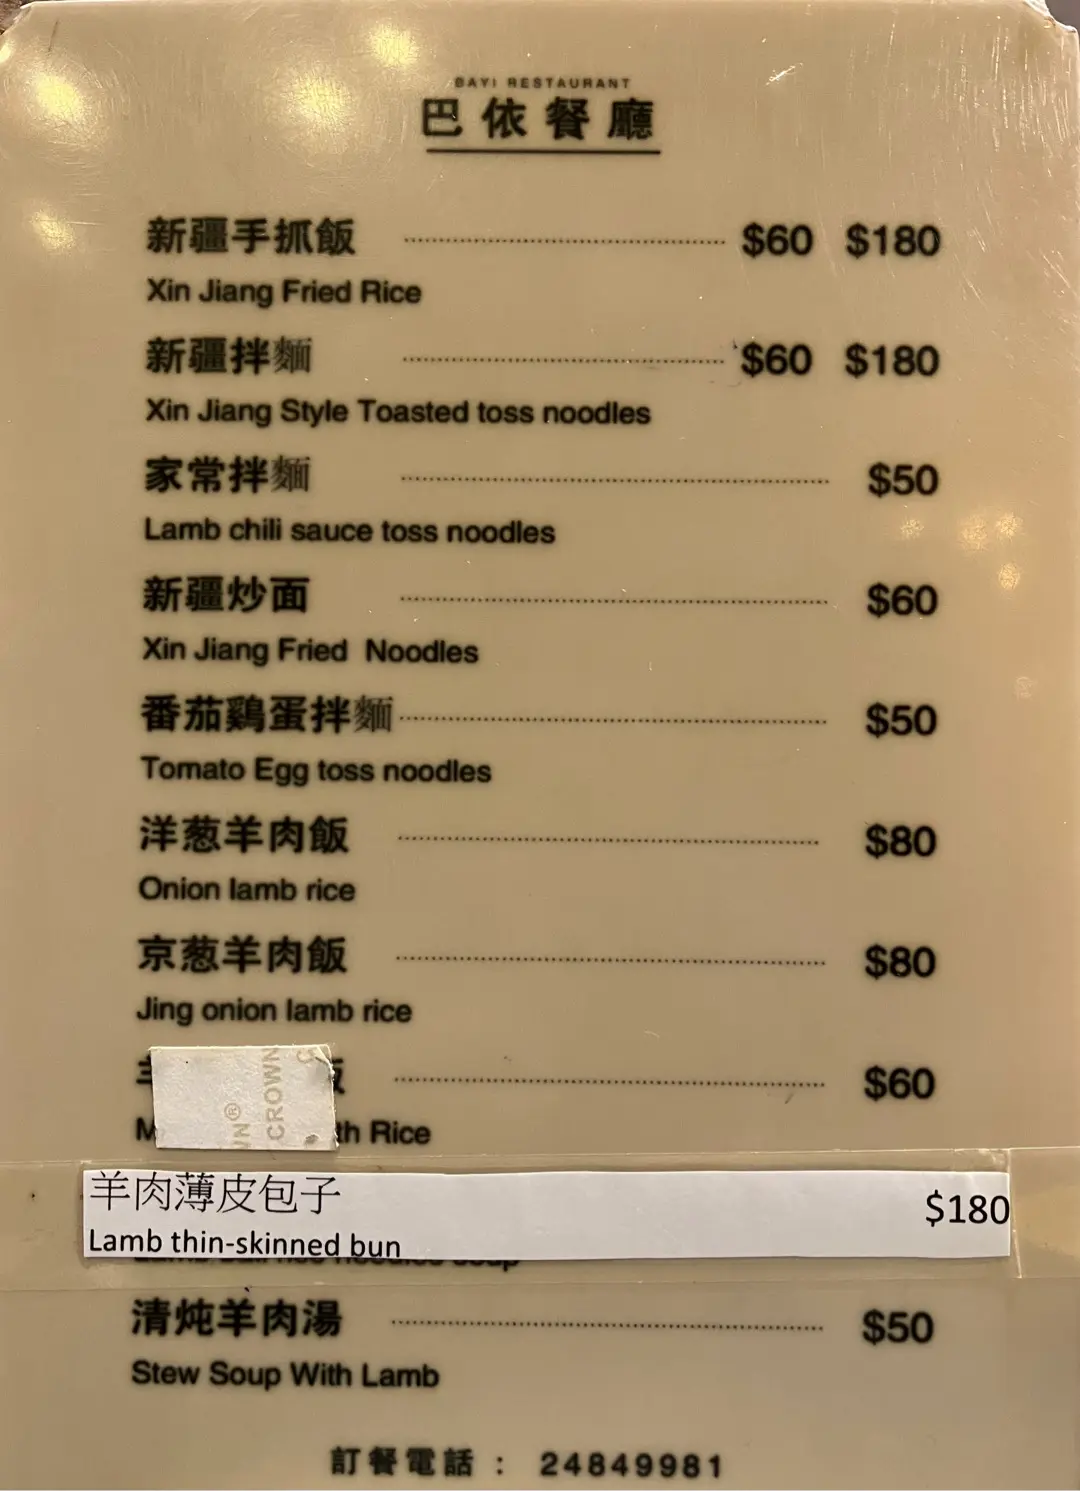 BAYI RESTAURANT
巴依餐廳
新疆手抓飯 $60 $180
Xin Jiang Fried Rice
新疆拌麵 $60 $180
Xin Jiang Style Toasted toss noodles
家常拌麵 $50
Lamb chili sauce toss noodles
新疆炒面 $60
Xin Jiang Fried Noodles
番茄鷄蛋拌麵 $50
Tomato Egg toss noodles
洋葱羊肉飯 $80
Onion lamb rice
京葱羊肉飯 $80
Jing onion lamb rice
$60
Rice
CROWN
羊肉薄皮包子 $180
Lamb thin-skinned bun
清炖羊肉湯 $50
Stew Soup With Lamb
訂餐電話 : 24849981